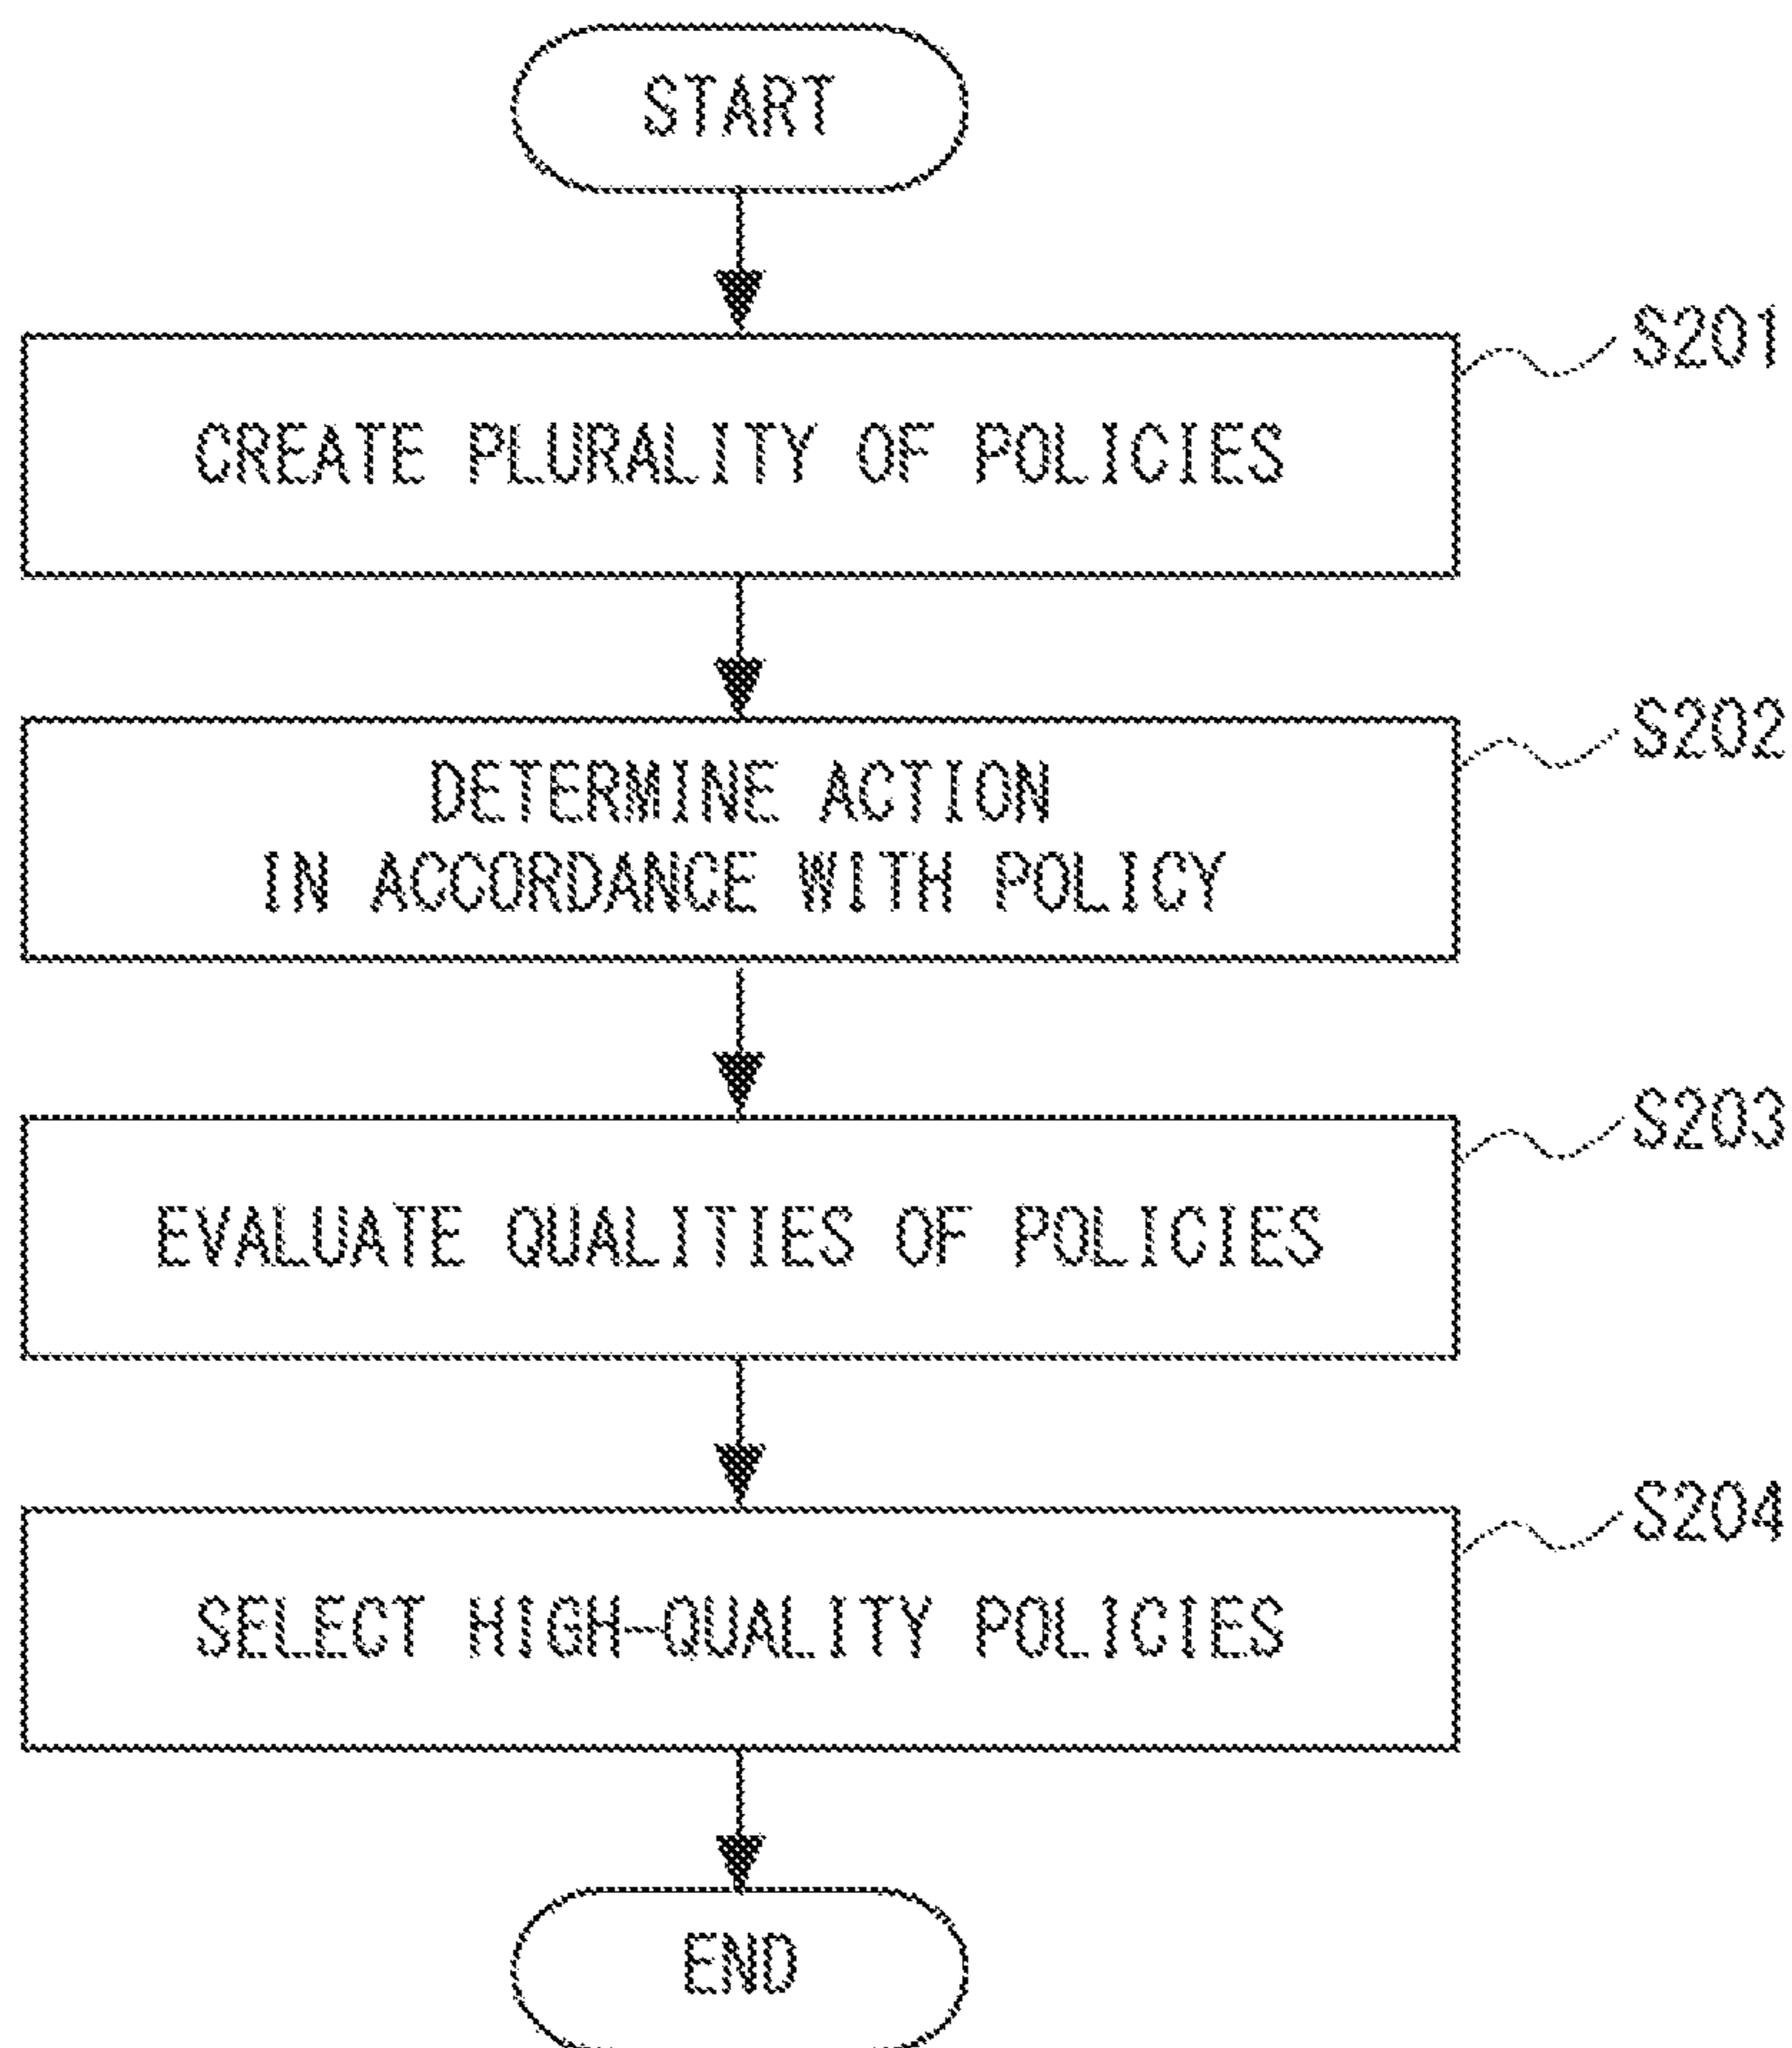 START
S201
CREATE PLURALITY OF POLICIES
S202
DETERMINE ACTION
IN ACCORDANCE WITH POLICY
S203
EVALUATE QUALITIES OF POLICIES
S204
SELECT HIGH-QUALITY POLICIES
END